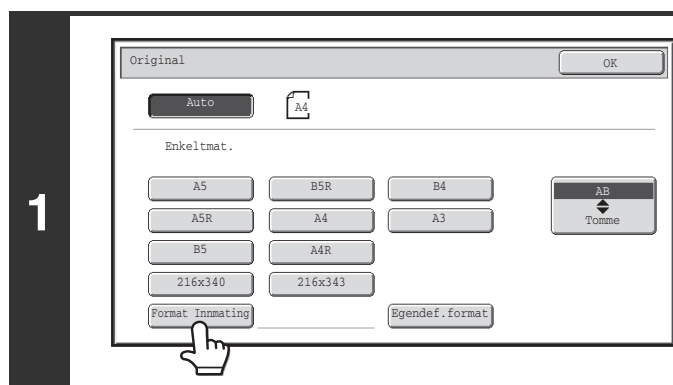 1
Original
OK
Auto
A4
Enkeltmat.
A5
B5R
B4
AB
A5R
A4
A3
Tomme
B5
A4R
216x340
216x343
Format Innmating
Egendef.format